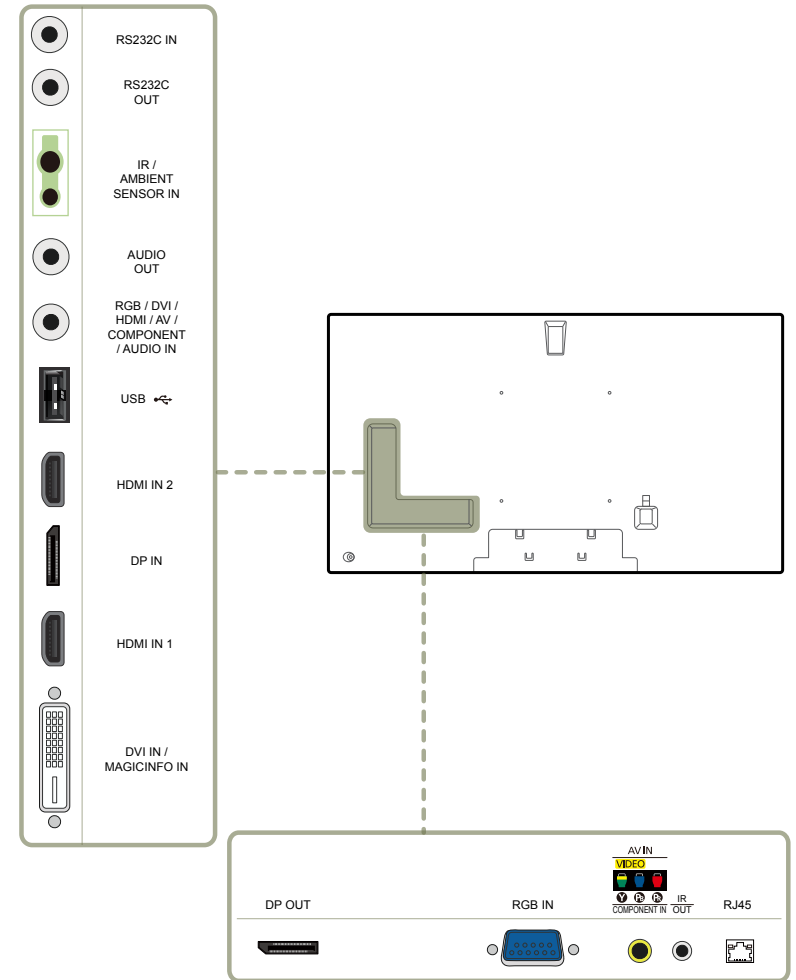 RS232C IN
RS232C
OUT
IR /
AMBIENT
SENSOR IN
AUDIO
OUT
RGB / DVI /
HDMI / AV /
COMPONENT
/ AUDIO IN
USB
HDMI IN 2
DP IN
HDMI IN 1
DVI IN /
MAGICINFO IN
DP OUT
RGB IN
AV IN
VIDEO
Y PB PR
COMPONENT IN
IR
OUT
RJ45